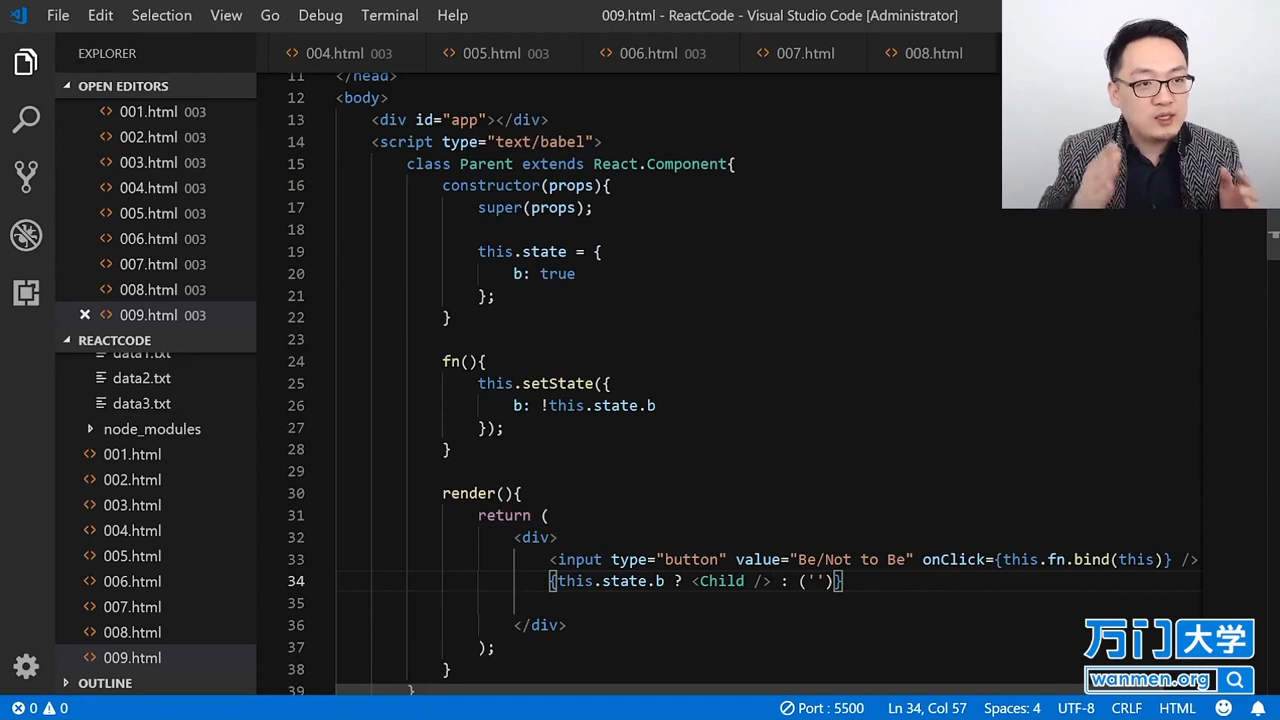 File Edit Selection View Go Debug Terminal Help 009.html - ReactCode - Visual Studio Code [Administrator]
EXPLORER
004.html 003 005.html 003 006.html 003 007.html 008.html
OPEN EDITORS
001.html 003
002.html 003
003.html 003
004.html 003
005.html 003
006.html 003
007.html 003
008.html 003
009.html 003
REACTCODE
data1.txt
data2.txt
data3.txt
node_modules
001.html
002.html
003.html
004.html
005.html
006.html
007.html
008.html
009.html
OUTLINE
11 </head>
12 <body>
13 <div id="app"></div>
14 <script type="text/babel">
15 class Parent extends React.Component{
16 constructor(props){
17 super(props);
18
19 this.state = {
20 b: true
21 };
22 }
23
24 fn(){
25 this.setState({
26 b: !this.state.b
27 });
28 }
29
30 render(){
31 return (
32 <div>
33 <input type="button" value="Be/Not to Be" onClick={this.fn.bind(this)} />
34 {this.state.b ? <Child /> : ('')}
35
36 </div>
37 );
38 }
39 }
万门大学
wanmen.org
0 0 Port : 5500 Ln 34, Col 57 Spaces: 4 UTF-8 CRLF HTML